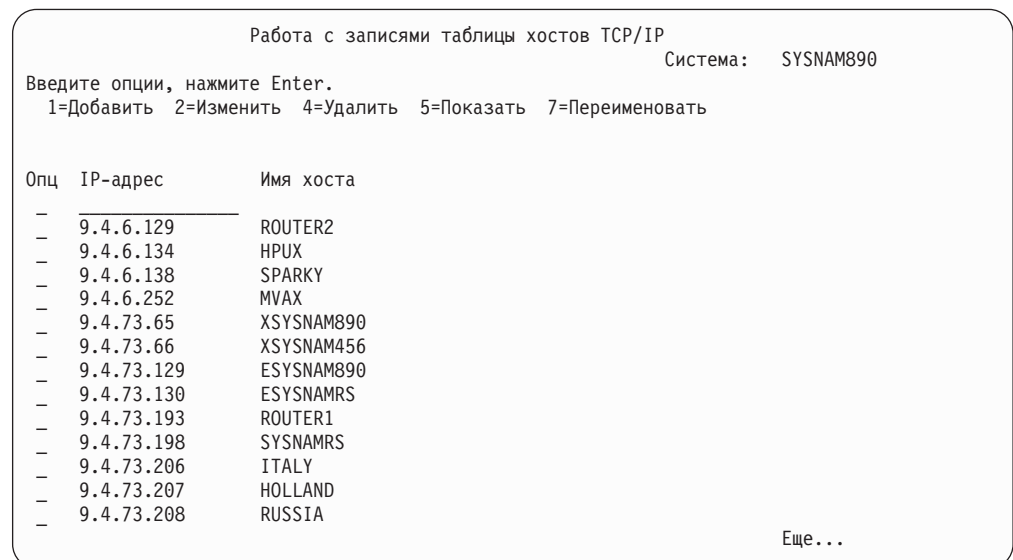 Работа с записями таблицы хостов TCP/IP
Система: SYSNAM890
Введите опции, нажмите Enter.
1=Добавить 2=Изменить 4=Удалить 5=Показать 7=Переименовать
Опц IP-адрес Имя хоста
_ _______________
_ 9.4.6.129 ROUTER2
_ 9.4.6.134 HPUX
_ 9.4.6.138 SPARKY
_ 9.4.6.252 MVAX
_ 9.4.73.65 XSYSNAM890
_ 9.4.73.66 XSYSNAM456
_ 9.4.73.129 ESYSNAM890
_ 9.4.73.130 ESYSNAMRS
_ 9.4.73.193 ROUTER1
_ 9.4.73.198 SYSNAMRS
_ 9.4.73.206 ITALY
_ 9.4.73.207 HOLLAND
_ 9.4.73.208 RUSSIA
Еще...